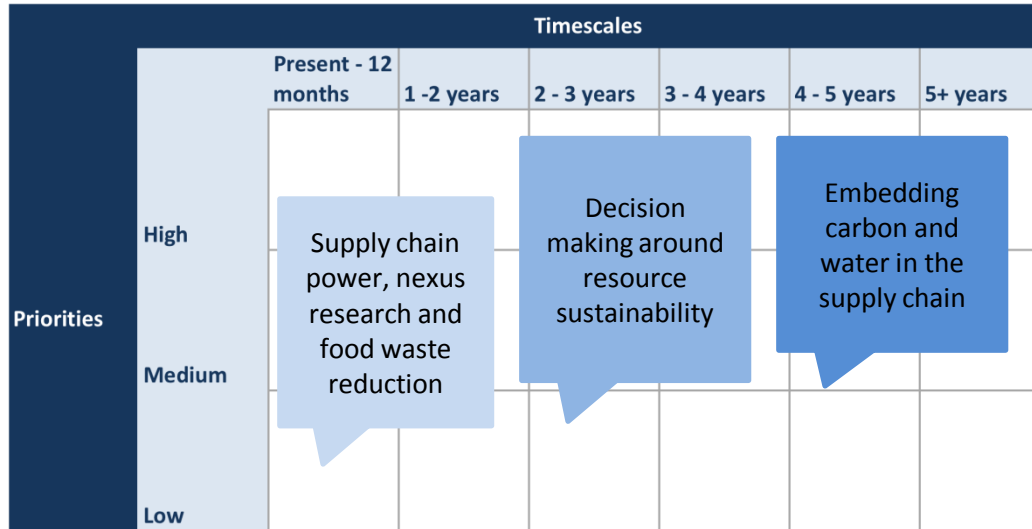 Timescales
Present - 12
months
1 -2 years
2 - 3 years
3 - 4 years
4 - 5 years
5+ years
Priorities
High
Medium
Low
Supply chain
power, nexus
research and
food waste
reduction
Decision
making around
resource
sustainability
Embedding
carbon and
water in the
supply chain